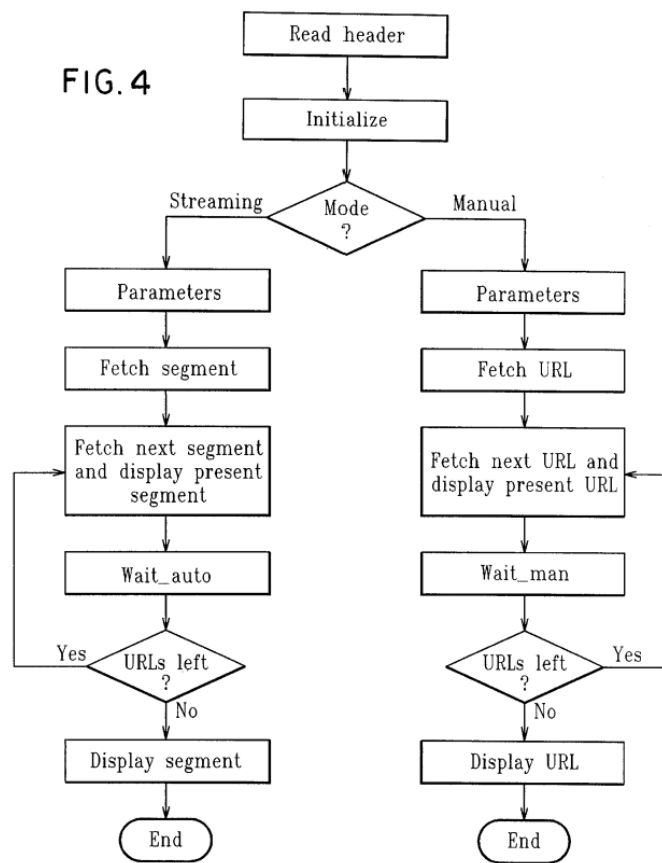 Read header
FIG. 4
Initialize
Streaming
Mode
?
Manual
Parameters
Fetch segment
Fetch next segment
and display present
segment
Wait_auto
Yes
URLs left
?
No
Display segment
End
Parameters
Fetch URL
Fetch next URL and
display present URL
Wait_man
URLs left
?
Yes
No
Display URL
End